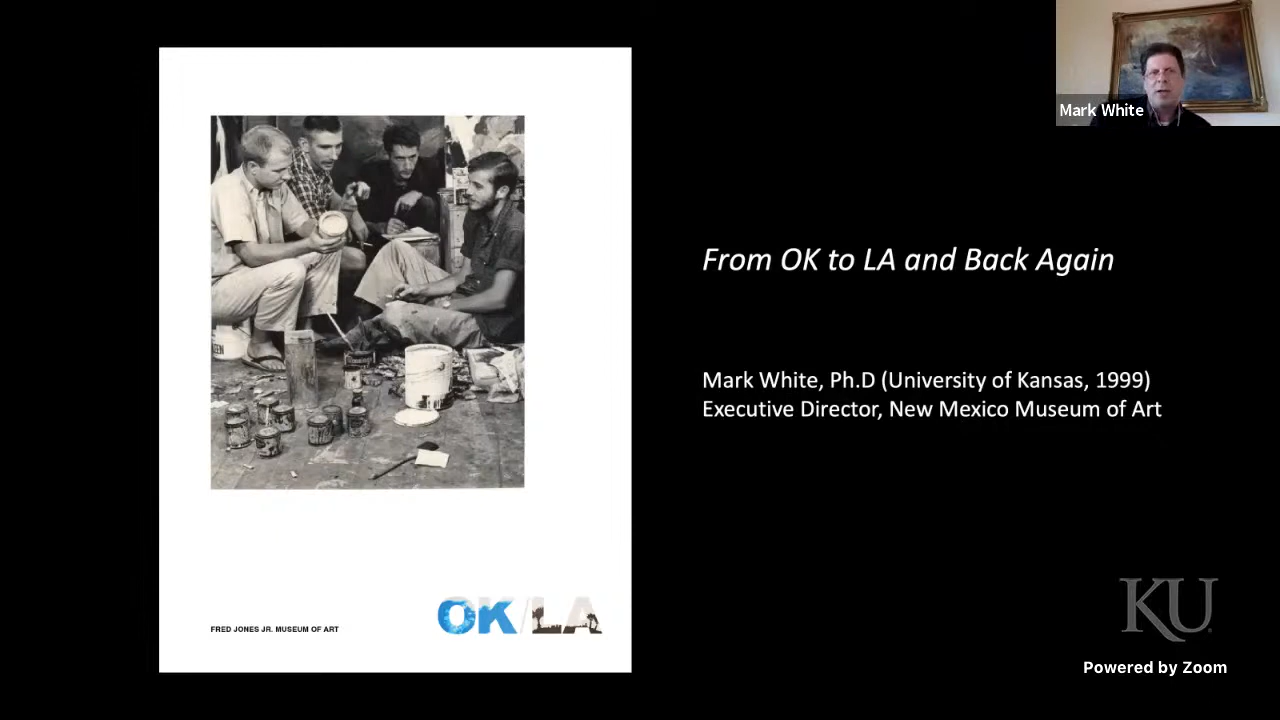 Mark White
From OK to LA and Back Again
Mark White, Ph.D (University of Kansas, 1999)
Executive Director, New Mexico Museum of Art
FRED JONES JR. MUSEUM OF ART
OK/LA
KU
Powered by Zoom